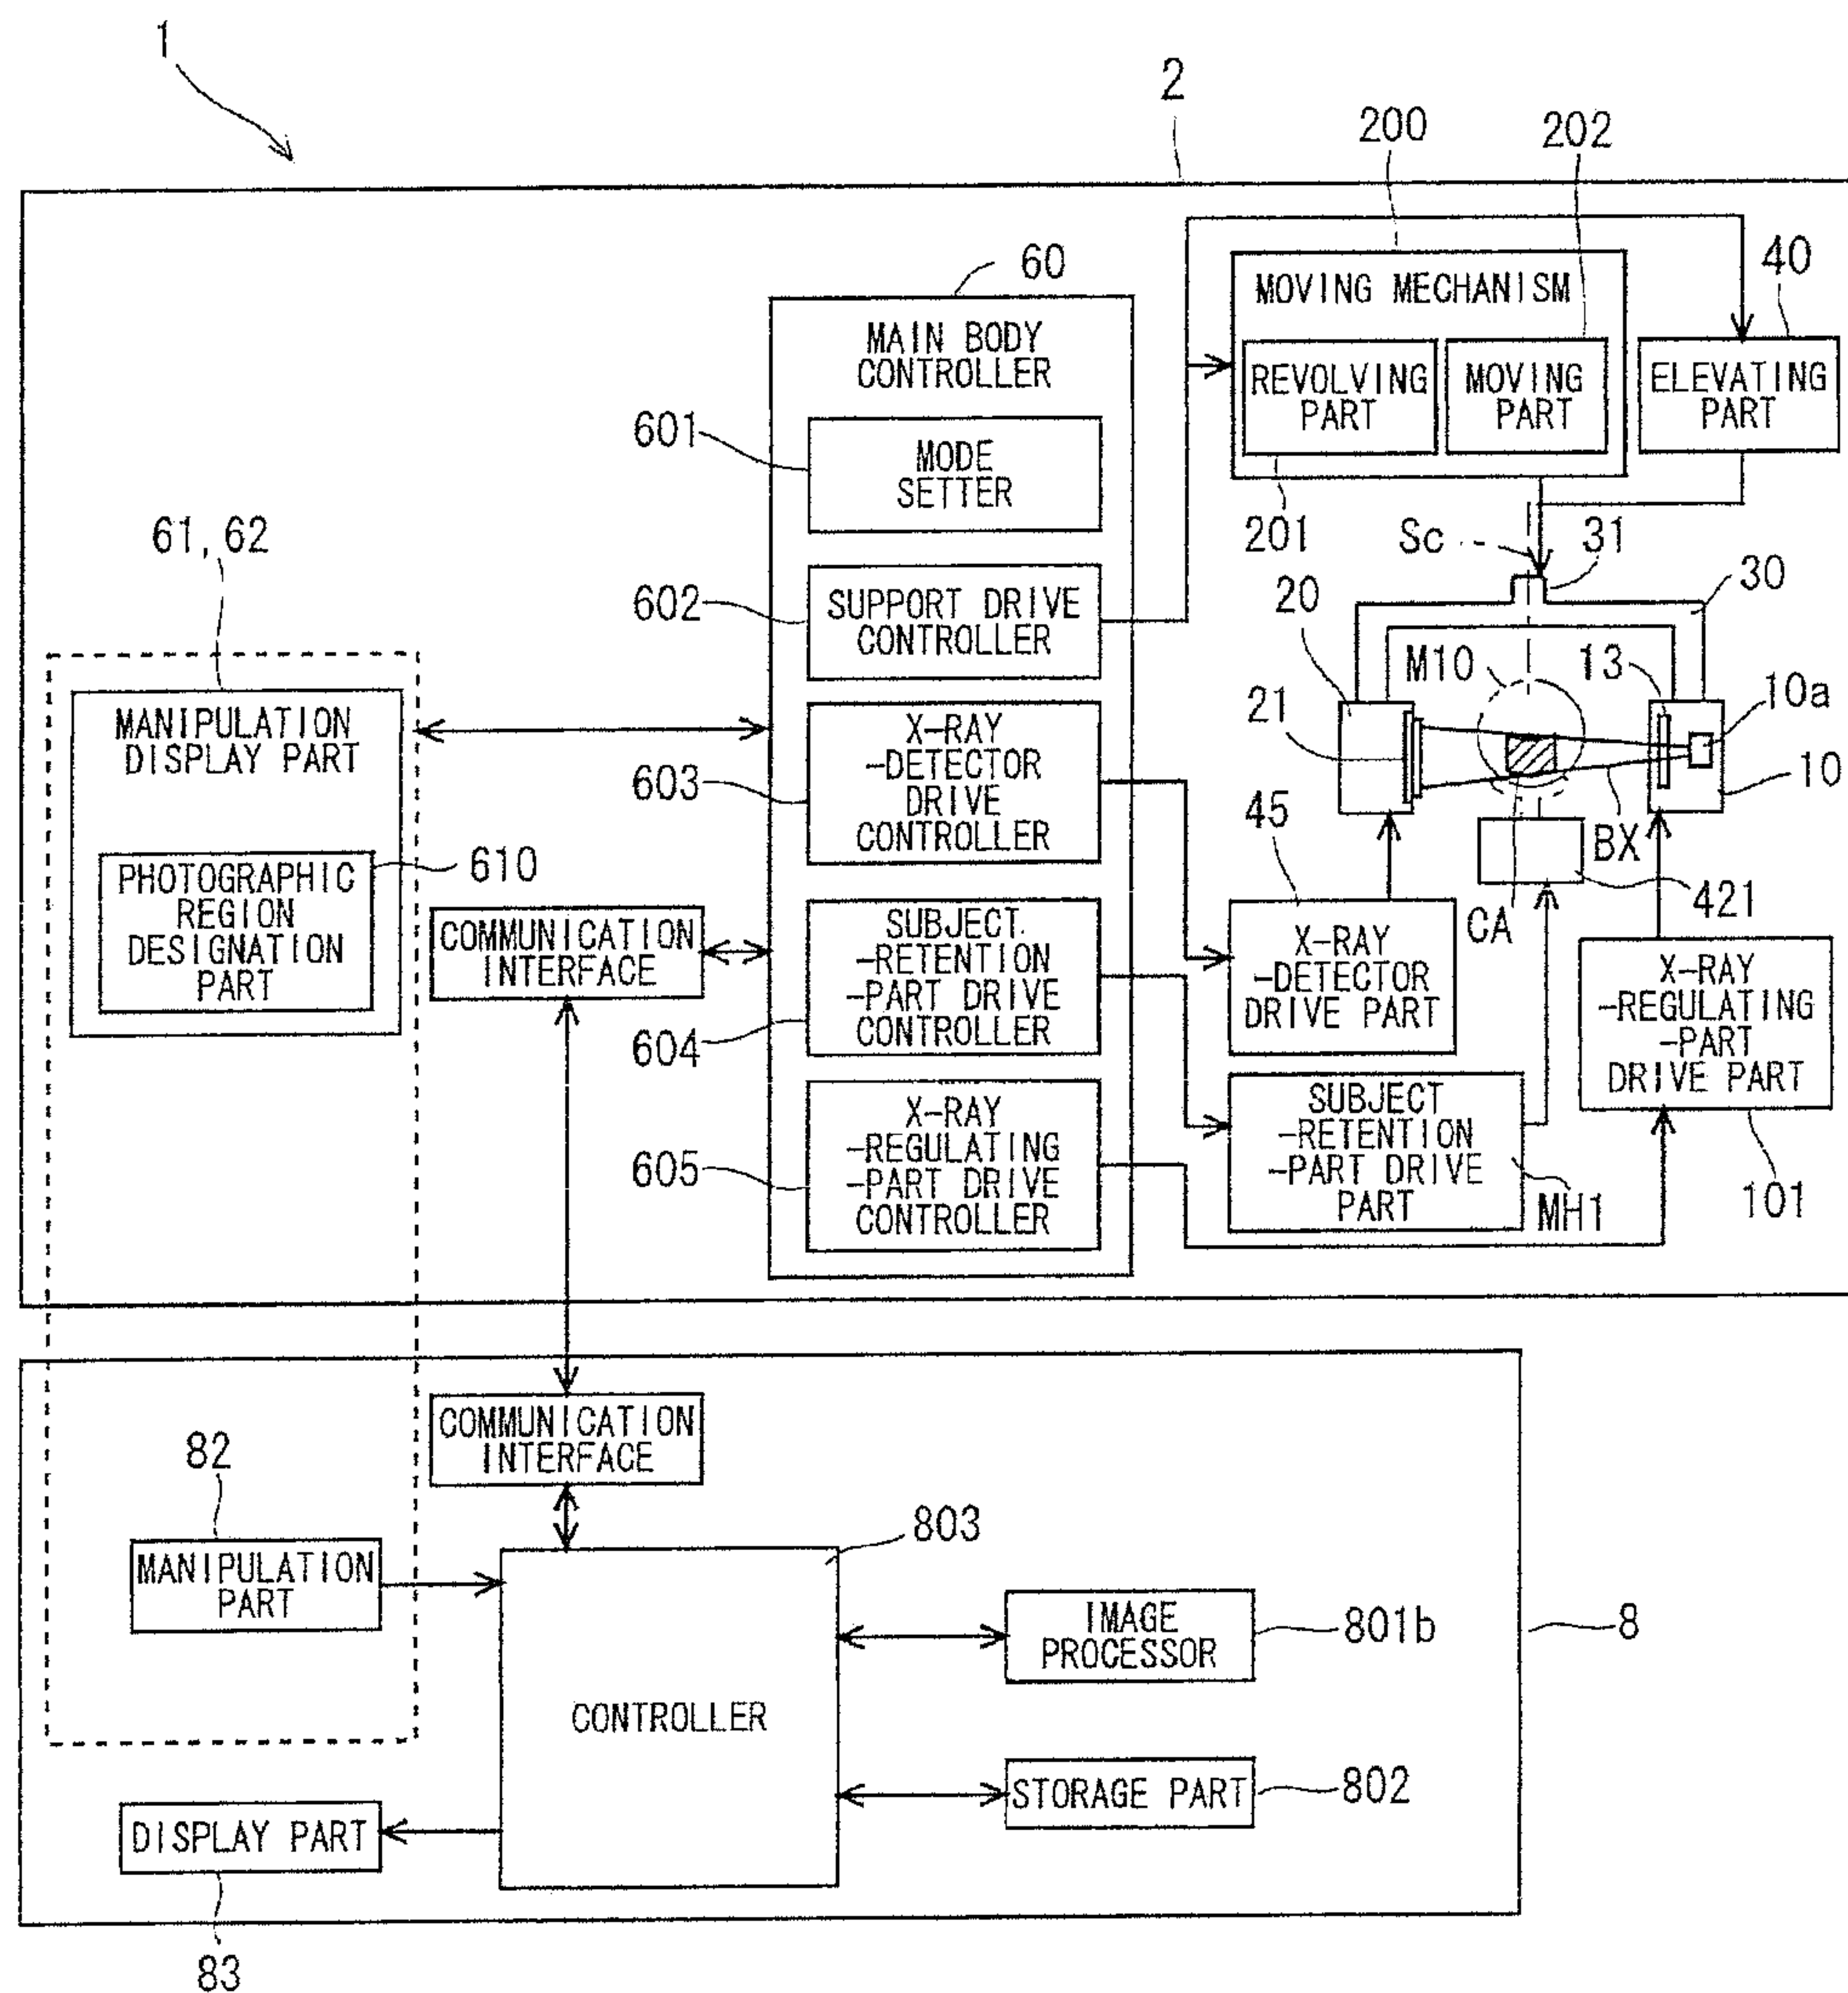 1
2
200
202
60
40
MOVING MECHANISM
MAIN BODY
CONTROLLER
REVOLVING
PART
MOVING
PART
ELEVATING
PART
601
MODE
SETTER
201
Sc
31
61, 62
602
SUPPORT DRIVE
CONTROLLER
20
30
M10
13
10a
21
MANIPULATION
DISPLAY PART
603
X-RAY
-DETECTOR
DRIVE
CONTROLLER
10
45
BX
PHOTOGRAPHIC
REGION
DESIGNATION
PART
610
421
CA
COMMUNICATION
INTERFACE
SUBJECT
-RETENTION
-PART DRIVE
CONTROLLER
604
X-RAY
-DETECTOR
DRIVE PART
X-RAY
-REGULATING
-PART
DRIVE PART
X-RAY
-REGULATING
-PART DRIVE
CONTROLLER
605
SUBJECT
-RETENTION
-PART DRIVE
PART
MH1
101
COMMUNICATION
INTERFACE
82
803
MANIPULATION
PART
IMAGE
PROCESSOR
801b
8
CONTROLLER
STORAGE PART
802
DISPLAY PART
83